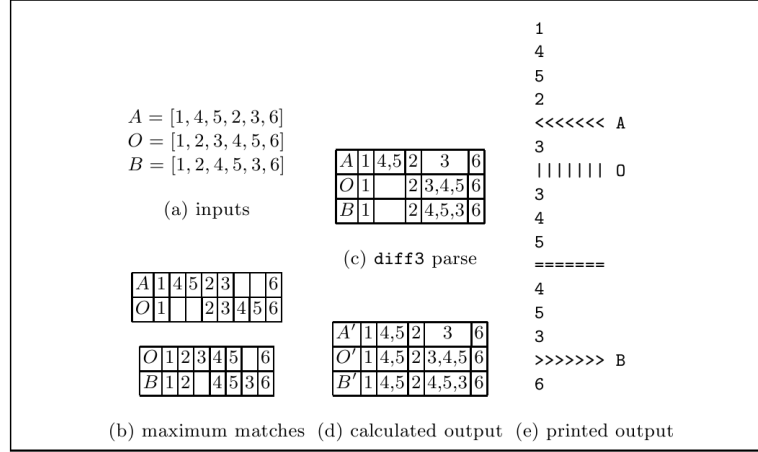 A = [1, 4, 5, 2, 3, 6]
O = [1, 2, 3, 4, 5, 6]
B = [1, 2, 4, 5, 3, 6]
(a) inputs
A 1 4 5 2 3 6
O 1 2 3 4 5 6
O 1 2 3 4 5 6
B 1 2 4 5 3 6
(b) maximum matches
A 1 4,5 2 3 6
O 1 2 3,4,5 6
B 1 2 4,5,3 6
(c) diff3 parse
A′ 1 4,5 2 3 6
O′ 1 4,5 2 3,4,5 6
B′ 1 4,5 2 4,5,3 6
(d) calculated output
1
4
5
2
<<<<<<< A
3
||||||| O
3
4
5
=======
4
5
3
>>>>>>> B
6
(e) printed output